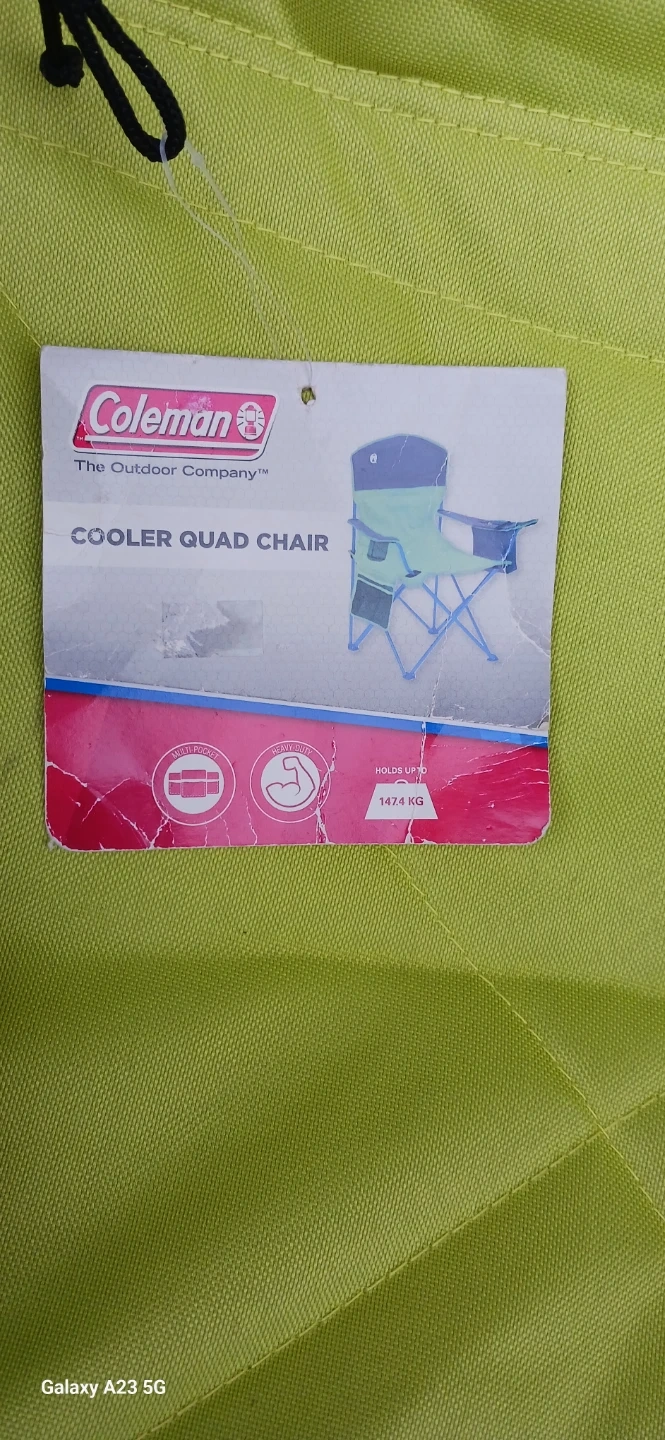 Coleman
The Outdoor Company™
COOLER QUAD CHAIR
MULTI-POCKET
HEAVY-DUTY
HOLDS UP TO
147.4 KG
Galaxy A23 5G